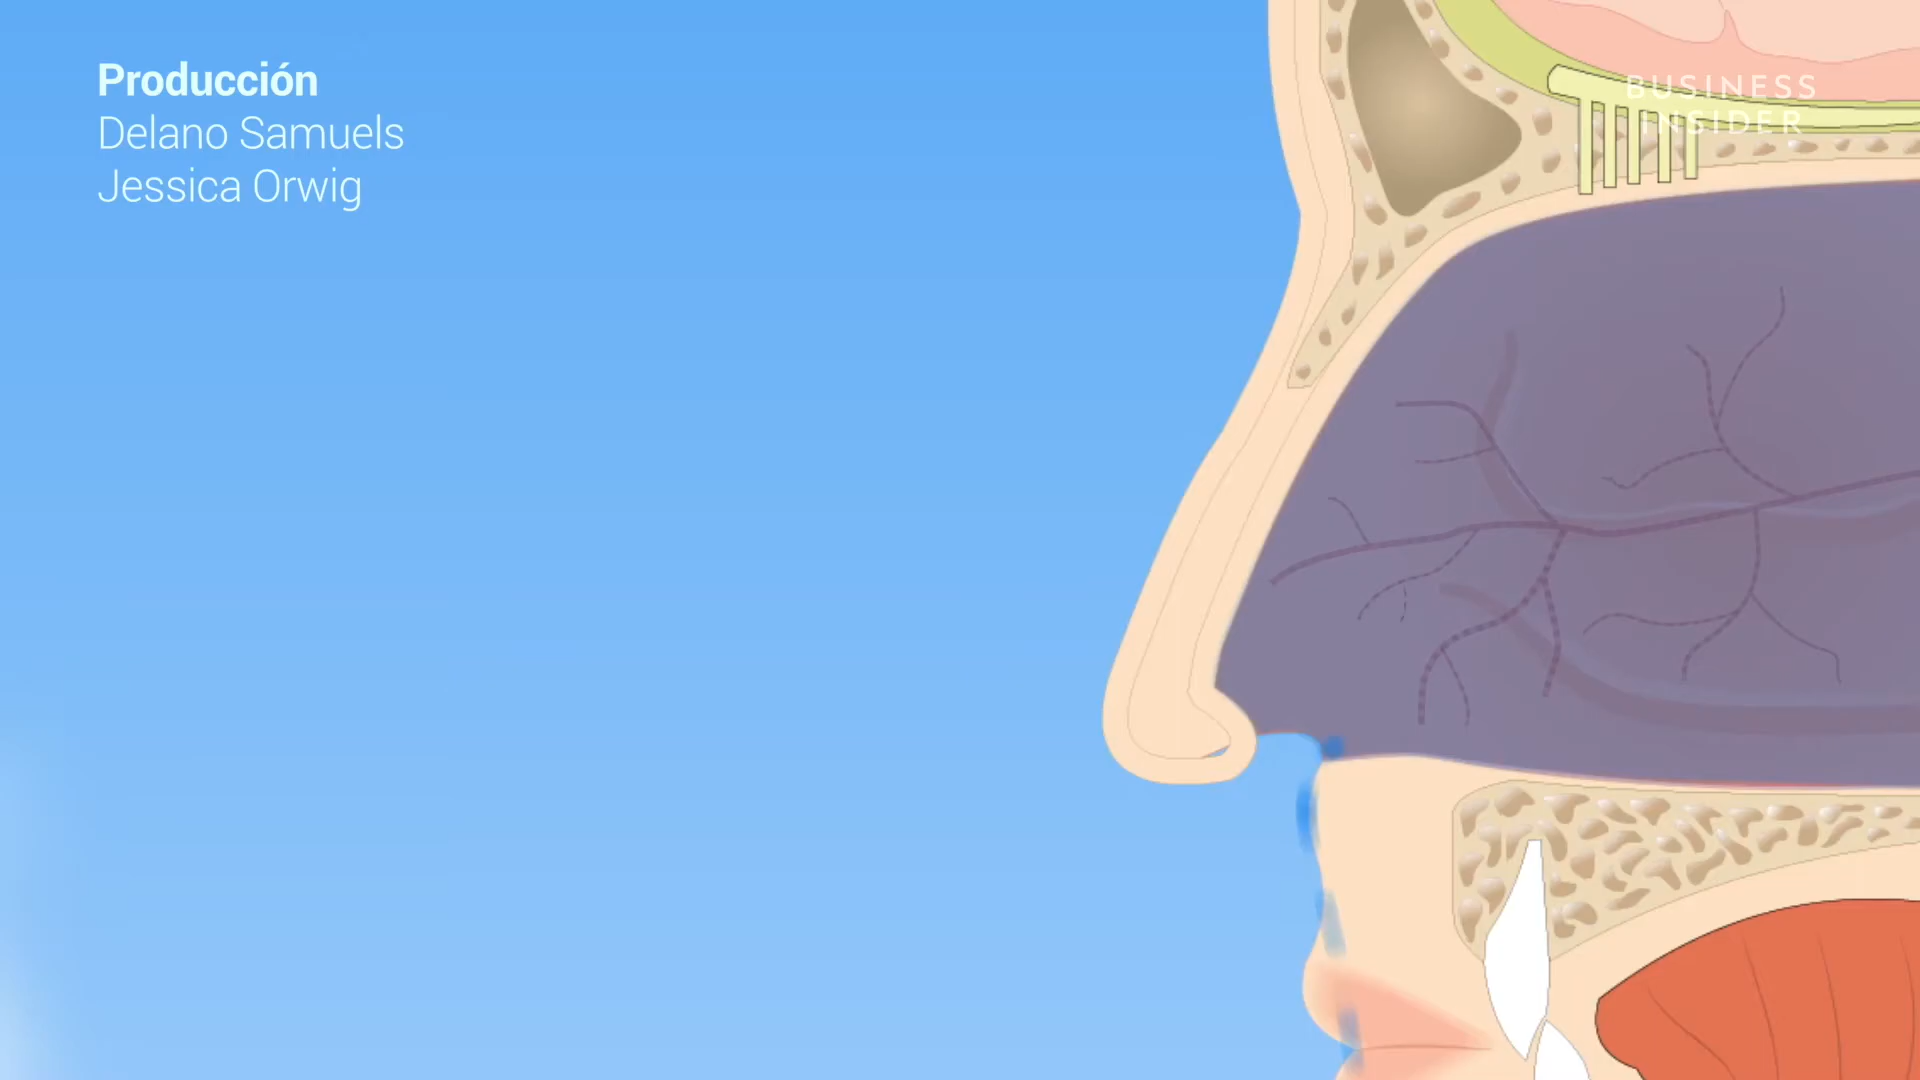 Producción
Delano Samuels
Jessica Orwig
BUSINESS
INSIDER